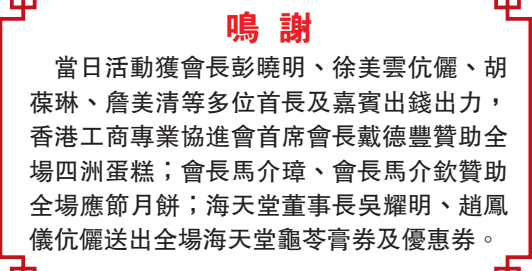 鳴謝
當日活動獲會長彭曉明、徐美雲伉儷、胡
葆琳、詹美清等多位首長及嘉賓出錢出力，
香港工商專業協進會首席會長戴德豐贊助全
場四洲蛋糕；會長馬介璋、會長馬介欽贊助
全場應節月餅；海天堂董事長吳耀明、趙鳳
儀伉儷送出全場海天堂龜苓膏券及優惠券。